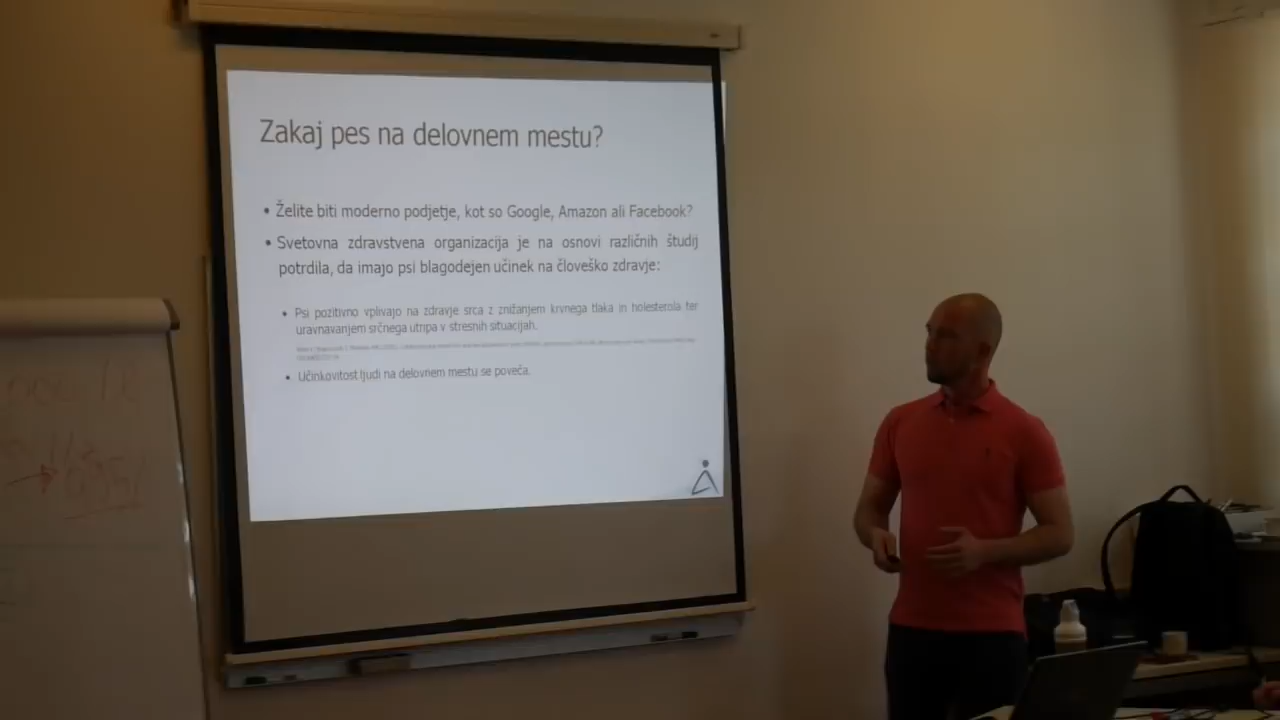 Zakaj pes na delovnem mestu?
• Želite biti moderno podjetje, kot so Google, Amazon ali Facebook?
• Svetovna zdravstvena organizacija je na osnovi različnih študij
potrdila, da imajo psi blagodejen učinek na človeško zdravje:
• Psi pozitivno vplivajo na zdravje srca z znižanjem krvnega tlaka in holesterola ter
uravnavanjem srčnega utripa v stresnih situacijah.
• Učinkovitost ljudi na delovnem mestu se poveča.